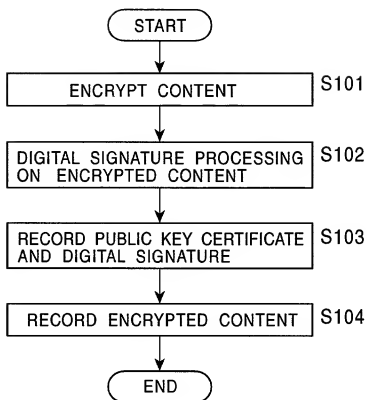 START
ENCRYPT CONTENT
S101
DIGITAL SIGNATURE PROCESSING
ON ENCRYPTED CONTENT
S102
RECORD PUBLIC KEY CERTIFICATE
AND DIGITAL SIGNATURE
S103
RECORD ENCRYPTED CONTENT
S104
END